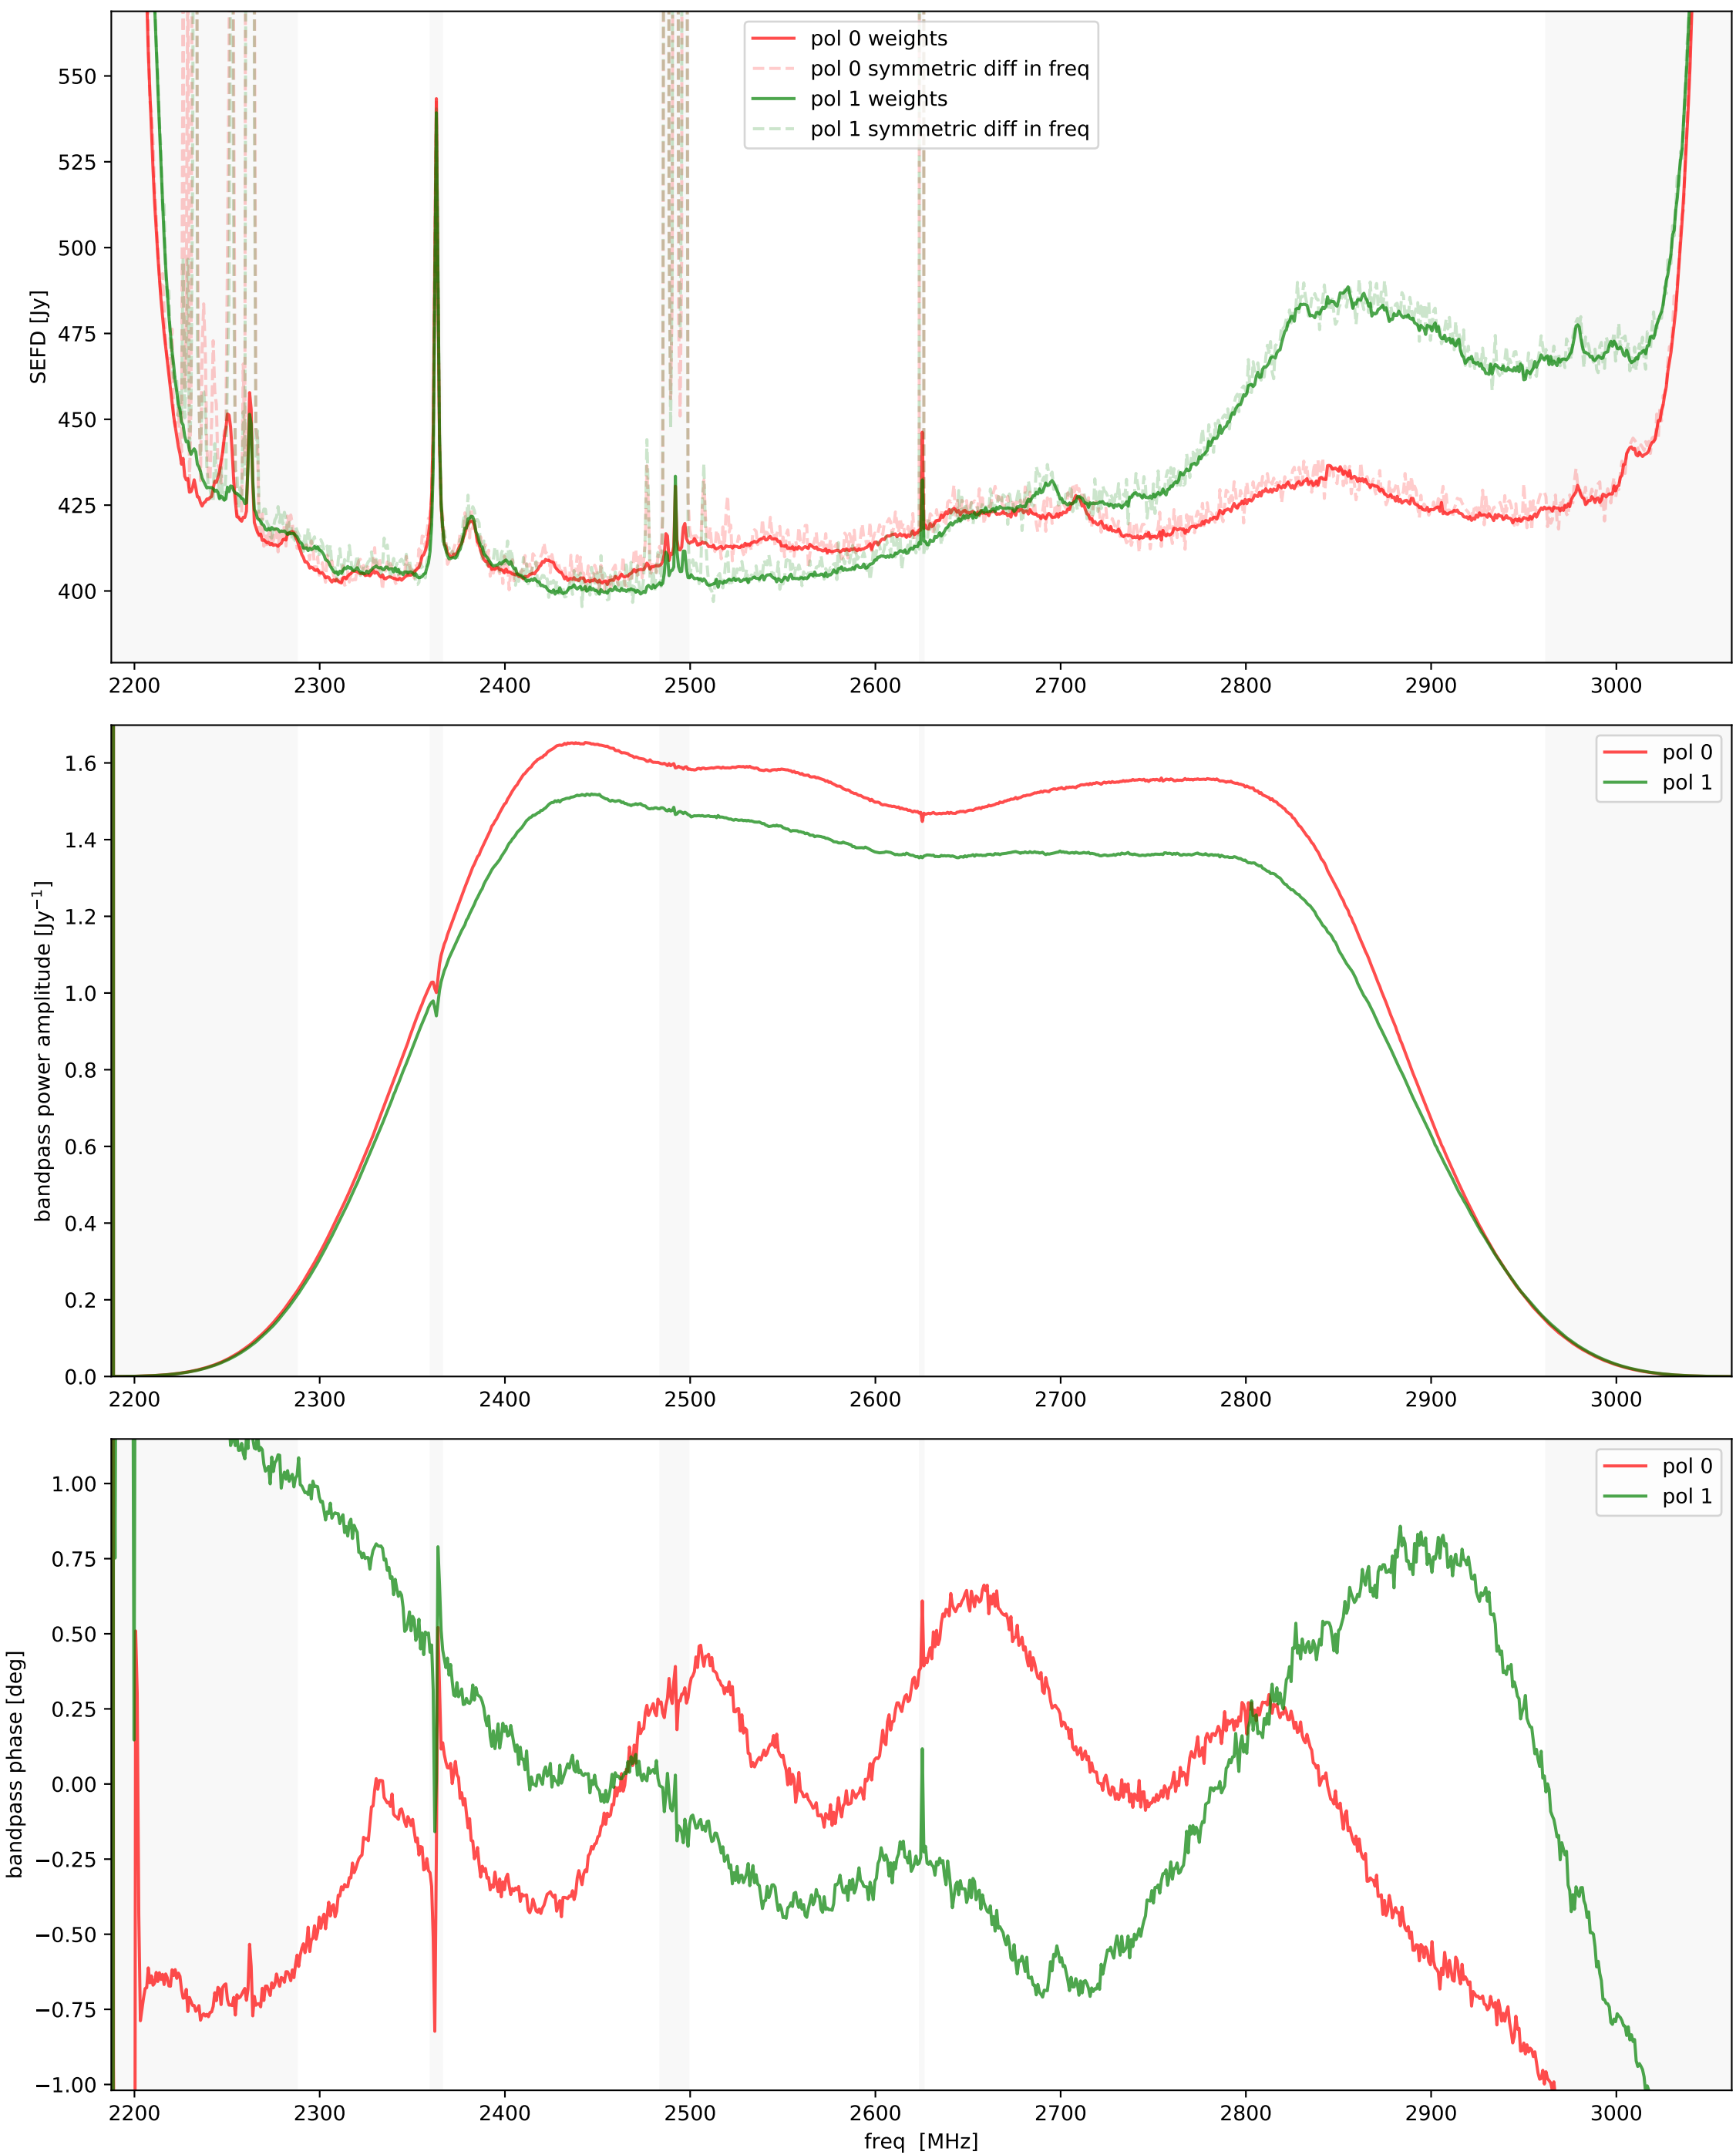 pol 0 weights
pol 0 symmetric diff in freq
pol 1 weights
pol 1 symmetric diff in freq
SEFD [Jy]
550
525
500
475
450
425
400
2200 2300 2400 2500 2600 2700 2800 2900 3000
pol 0
pol 1
bandpass power amplitude [Jy⁻¹]
1.6
1.4
1.2
1.0
0.8
0.6
0.4
0.2
0.0
2200 2300 2400 2500 2600 2700 2800 2900 3000
pol 0
pol 1
bandpass phase [deg]
1.00
0.75
0.50
0.25
0.00
−0.25
−0.50
−0.75
−1.00
2200 2300 2400 2500 2600 2700 2800 2900 3000
freq [MHz]